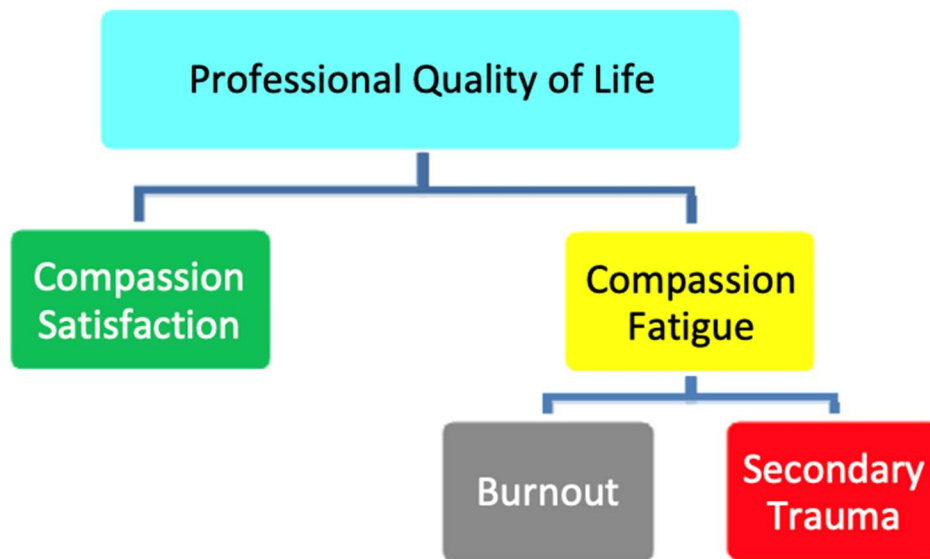 Professional Quality of Life
Compassion
Satisfaction
Compassion
Fatigue
Burnout
Secondary
Trauma